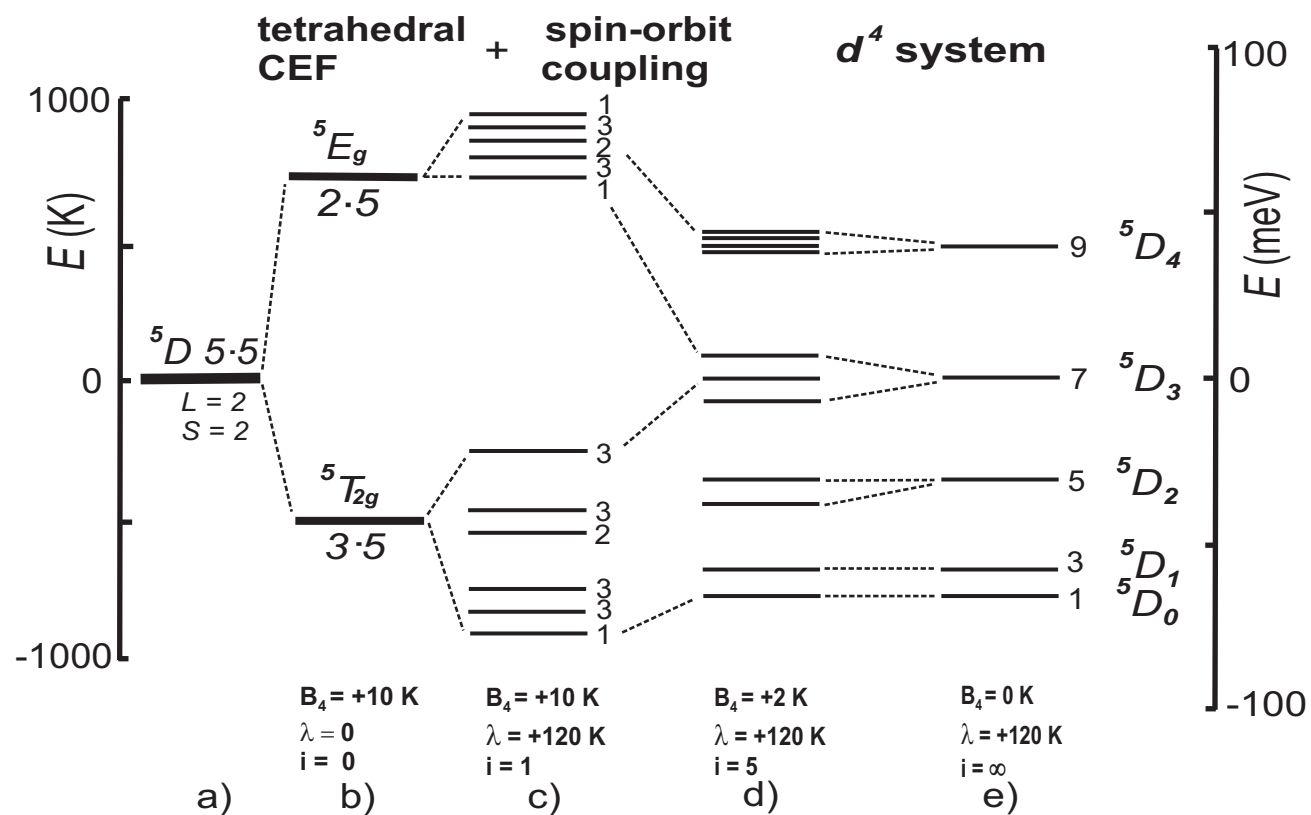 tetrahedral CEF + spin-orbit coupling d⁴ system
E (K)
1000
0
-1000
⁵D 5·5
L = 2
S = 2
⁵E_g
2·5
⁵T_2g
3·5
1
3
2
3
1
3
3
2
3
3
1
9 ⁵D₄
7 ⁵D₃
5 ⁵D₂
3 ⁵D₁
1 ⁵D₀
100
0
-100
E (meV)
B₄ = +10 K
λ = 0
i = 0
B₄ = +10 K
λ = +120 K
i = 1
B₄ = +2 K
λ = +120 K
i = 5
B₄ = 0 K
λ = +120 K
i = ∞
a) b) c) d) e)